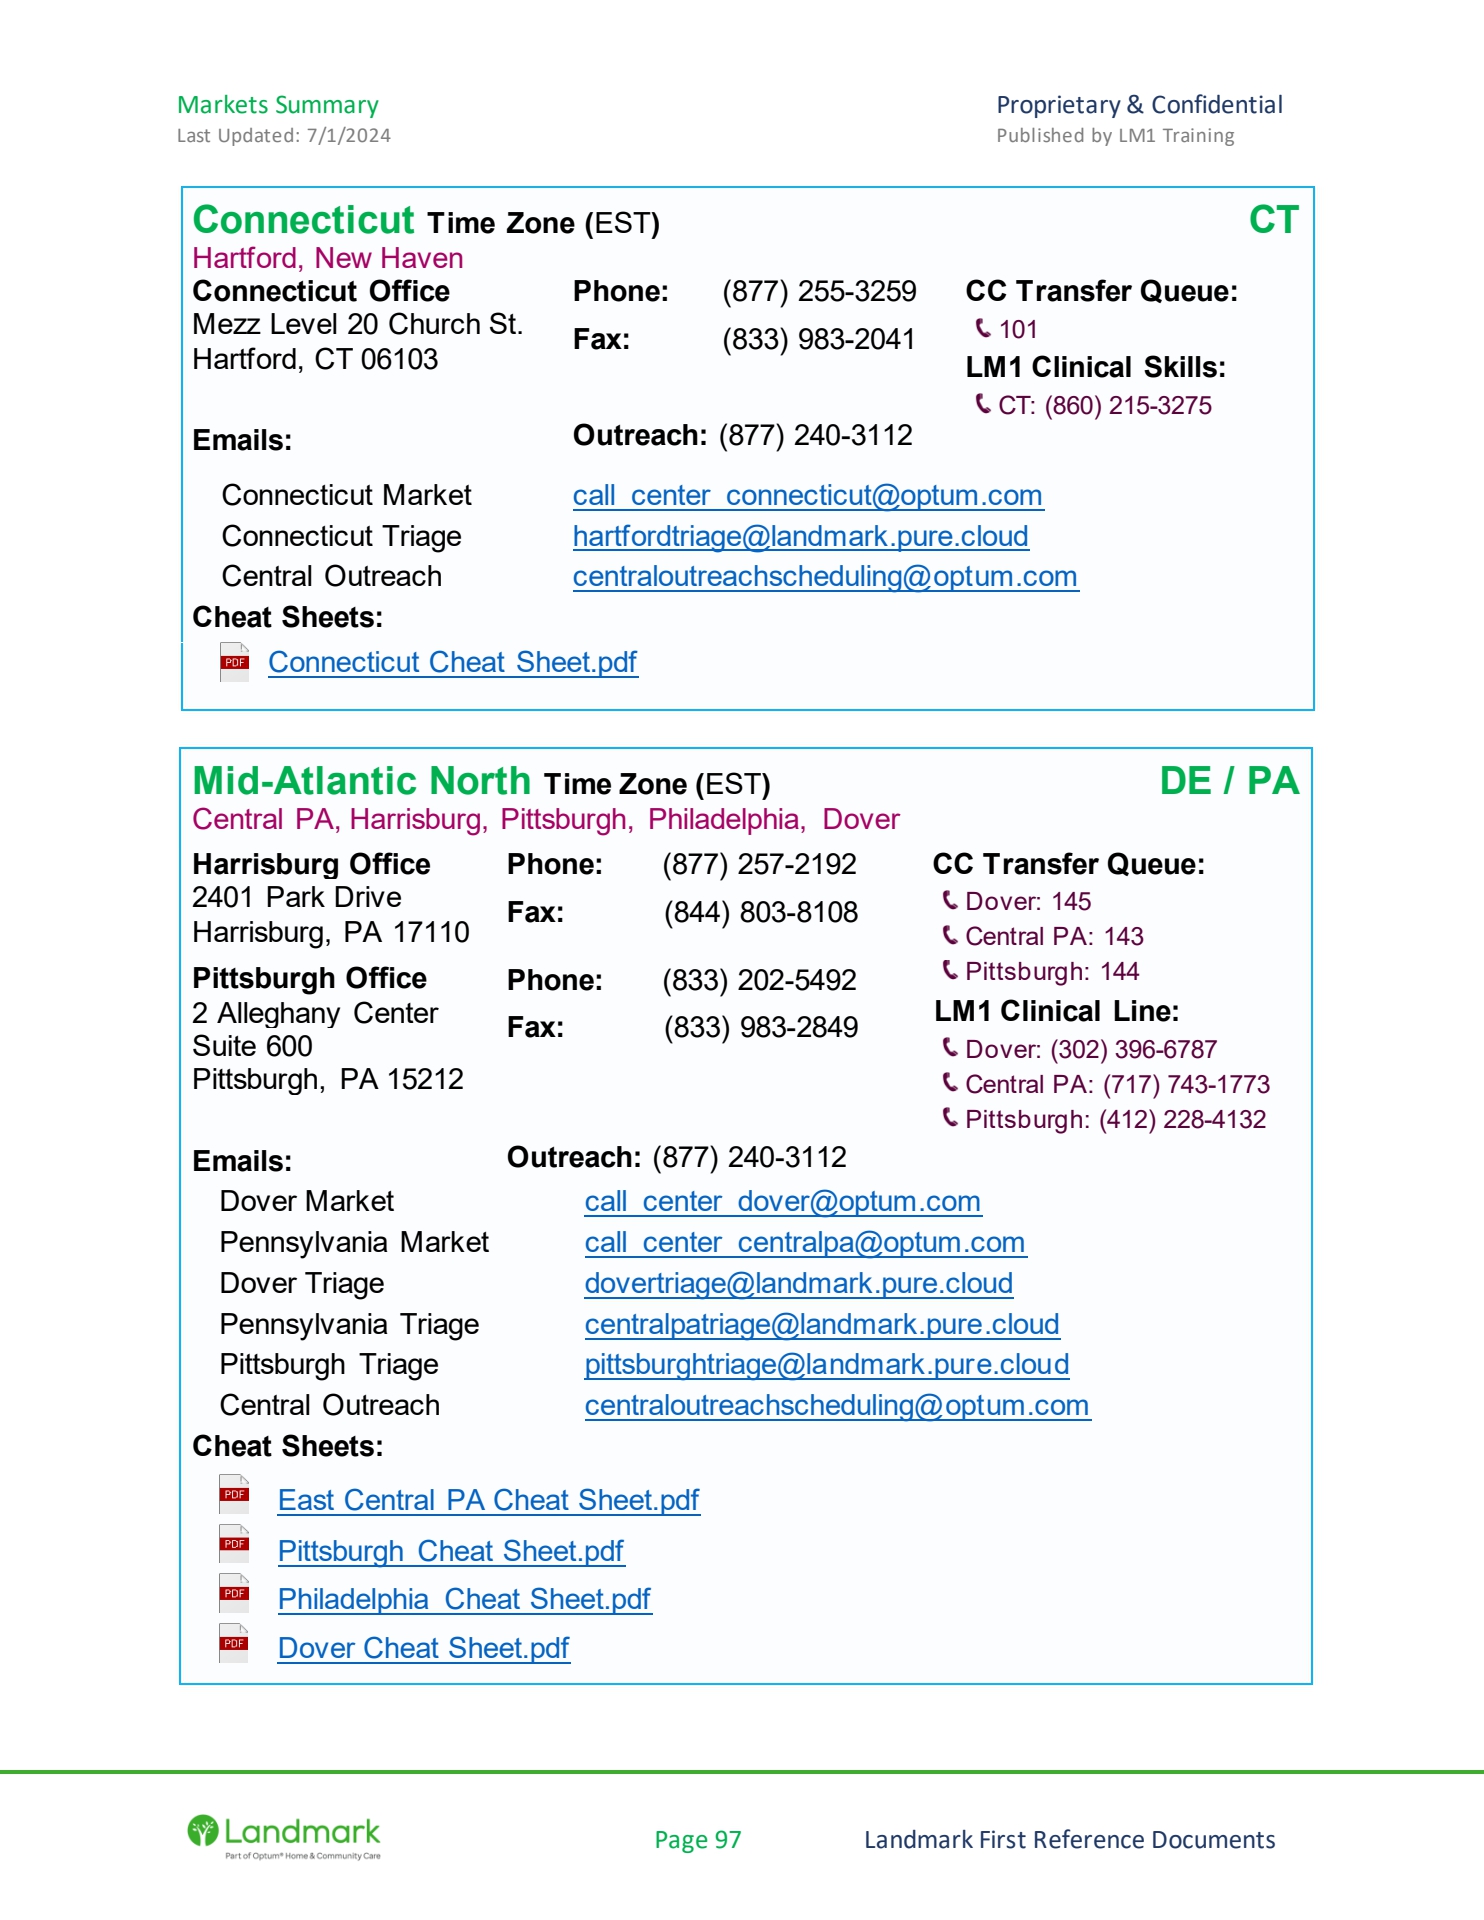 Markets Summary
Proprietary & Confidential
Last Updated: 7/1/2024
Published by LM1 Training
Connecticut Time Zone (EST)
CT
Hartford, New Haven
Connecticut Office
Phone: (877) 255-3259
CC Transfer Queue:
Mezz Level 20 Church St.
101
Fax: (833) 983-2041
Hartford, CT 06103
LM1 Clinical Skills:
CT: (860) 215-3275
Emails:
Outreach: (877) 240-3112
Connecticut Market call_center_connecticut@optum.com
Connecticut Triage hartfordtriage@landmark.pure.cloud
Central Outreach centraloutreachscheduling@optum.com
Cheat Sheets:
PDF Connecticut Cheat Sheet.pdf
Mid-Atlantic North Time Zone (EST)
DE / PA
Central PA, Harrisburg, Pittsburgh, Philadelphia, Dover
Harrisburg Office
Phone: (877) 257-2192
CC Transfer Queue:
2401 Park Drive
Dover: 145
Fax: (844) 803-8108
Harrisburg, PA 17110
Central PA: 143
Pittsburgh: 144
Pittsburgh Office
Phone: (833) 202-5492
2 Alleghany Center
LM1 Clinical Line:
Fax: (833) 983-2849
Suite 600
Dover: (302) 396-6787
Pittsburgh, PA 15212
Central PA: (717) 743-1773
Pittsburgh: (412) 228-4132
Emails:
Outreach: (877) 240-3112
Dover Market call_center_dover@optum.com
Pennsylvania Market call_center_centralpa@optum.com
Dover Triage dovertriage@landmark.pure.cloud
Pennsylvania Triage centralpatriage@landmark.pure.cloud
Pittsburgh Triage pittsburghtriage@landmark.pure.cloud
Central Outreach centraloutreachscheduling@optum.com
Cheat Sheets:
PDF East Central PA Cheat Sheet.pdf
PDF Pittsburgh Cheat Sheet.pdf
PDF Philadelphia Cheat Sheet.pdf
PDF Dover Cheat Sheet.pdf
Landmark
Part of Optum® Home & Community Care
Page 97
Landmark First Reference Documents